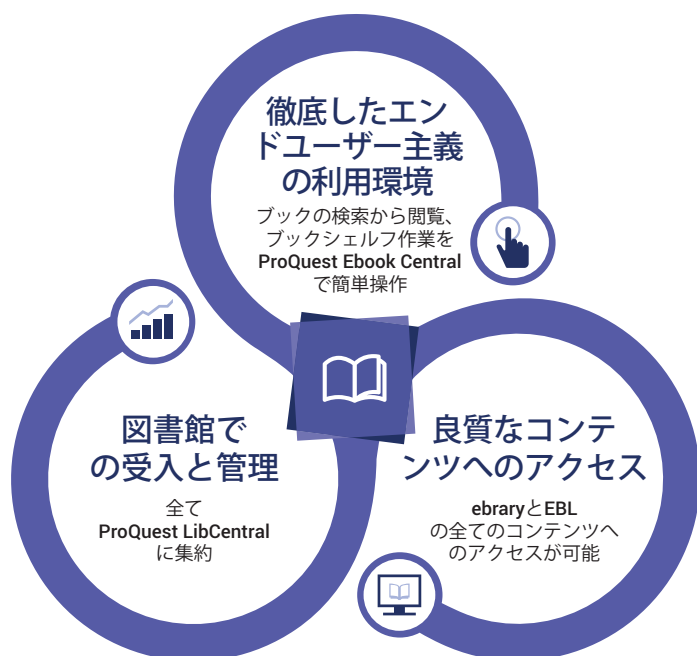 徹底したエン
ドユーザー主義
の利用環境
ブックの検索から閲覧、
ブックシェルフ作業を
ProQuest Ebook Central
で簡単操作
図書館で
の受入と管理
全て
ProQuest LibCentral
に集約
良質なコンテ
ンツへのアクセス
ebraryとEBL
の全てのコンテンツへ
のアクセスが可能